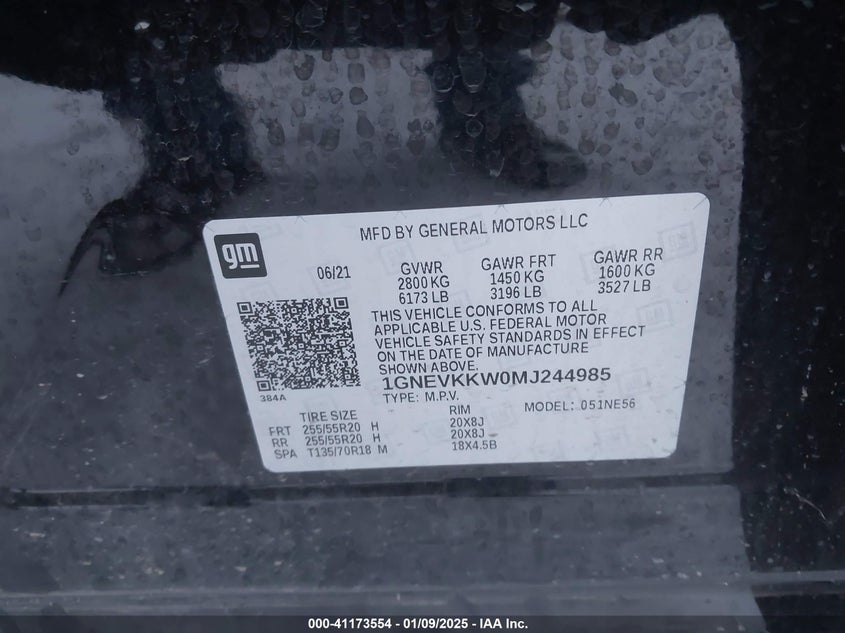 MFD BY GENERAL MOTORS LLC
gm
06/21 GVWR GAWR FRT GAWR RR
2800 KG 1450 KG 1600 KG
6173 LB 3196 LB 3527 LB
THIS VEHICLE CONFORMS TO ALL
APPLICABLE U.S. FEDERAL MOTOR
VEHICLE SAFETY STANDARDS IN EFFECT
ON THE DATE OF MANUFACTURE
SHOWN ABOVE.
384A
1GNEVKKW0MJ244985
TYPE: M.P.V. MODEL: 051NE56
TIRE SIZE RIM
FRT 255/55R20 H 20X8J
RR 255/55R20 H 20X8J
SPA T135/70R18 M 18X4.5B
000-41173554 / 01/09/2025 - IAA Inc.